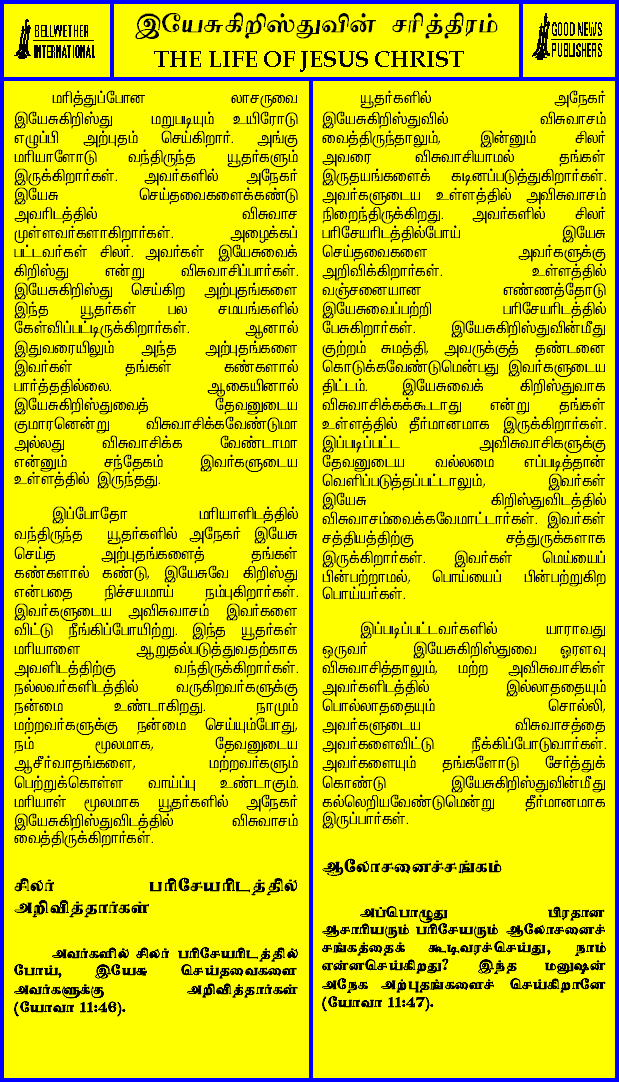 BELLWETHER
INTERNATIONAL
இயேசுகிறிஸ்துவின் சரித்திரம்
THE LIFE OF JESUS CHRIST
GOOD NEWS
PUBLISHERS
மரித்துப்போன லாசருவை
இயேசுகிறிஸ்து மறுபடியும் உயிரோடு
எழுப்பி அற்புதம் செய்கிறார். அங்கு
மரியாளோடு வந்திருந்த யூதர்களும்
இருக்கிறார்கள். அவர்களில் அநேகர்
இயேசு செய்தவைகளைக்கண்டு
அவரிடத்தில் விசுவாச
முள்ளவர்களாகிறார்கள். அழைக்கப்
பட்டவர்கள் சிலர். அவர்கள் இயேசுவைக்
கிறிஸ்து என்று விசுவாசிப்பார்கள்.
இயேசுகிறிஸ்து செய்கிற அற்புதங்களை
இந்த யூதர்கள் பல சமயங்களில்
கேள்விப்பட்டிருக்கிறார்கள். ஆனால்
இதுவரையிலும் அந்த அற்புதங்களை
இவர்கள் தங்கள் கண்களால்
பார்த்ததில்லை. ஆகையினால்
இயேசுகிறிஸ்துவைத் தேவனுடைய
குமாரனென்று விசுவாசிக்கவேண்டுமா
அல்லது விசுவாசிக்க வேண்டாமா
என்னும் சந்தேகம் இவர்களுடைய
உள்ளத்தில் இருந்தது.
இப்போதோ மரியாளிடத்தில்
வந்திருந்த யூதர்களில் அநேகர் இயேசு
செய்த அற்புதங்களைத் தங்கள்
கண்களால் கண்டு, இயேசுவே கிறிஸ்து
என்பதை நிச்சயமாய் நம்புகிறார்கள்.
இவர்களுடைய அவிசுவாசம் இவர்களை
விட்டு நீங்கிப்போயிற்று. இந்த யூதர்கள்
மரியாளை ஆறுதல்படுத்துவதற்காக
அவளிடத்திற்கு வந்திருக்கிறார்கள்.
நல்லவர்களிடத்தில் வருகிறவர்களுக்கு
நன்மை உண்டாகிறது. நாமும்
மற்றவர்களுக்கு நன்மை செய்யும்போது,
நம் மூலமாக, தேவனுடைய
ஆசீர்வாதங்களை, மற்றவர்களும்
பெற்றுக்கொள்ள வாய்ப்பு உண்டாகும்.
மரியாள் மூலமாக யூதர்களில் அநேகர்
இயேசுகிறிஸ்துவிடத்தில் விசுவாசம்
வைத்திருக்கிறார்கள்.
சிலர் பரிசேயரிடத்தில்
அறிவித்தார்கள்
அவர்களில் சிலர் பரிசேயரிடத்தில்
போய், இயேசு செய்தவைகளை
அவர்களுக்கு அறிவித்தார்கள்
(யோவா 11:46).
யூதர்களில் அநேகர்
இயேசுகிறிஸ்துவில் விசுவாசம்
வைத்திருந்தாலும், இன்னும் சிலர்
அவரை விசுவாசியாமல் தங்கள்
இருதயங்களைக் கடினப்படுத்துகிறார்கள்.
அவர்களுடைய உள்ளத்தில் அவிசுவாசம்
நிறைந்திருக்கிறது. அவர்களில் சிலர்
பரிசேயரிடத்தில்போய் இயேசு
செய்தவைகளை அவர்களுக்கு
அறிவிக்கிறார்கள். உள்ளத்தில்
வஞ்சனையான எண்ணத்தோடு
இயேசுவைப்பற்றி பரிசேயரிடத்தில்
பேசுகிறார்கள். இயேசுகிறிஸ்துவின்மீது
குற்றம் சுமத்தி, அவருக்குத் தண்டனை
கொடுக்கவேண்டுமென்பது இவர்களுடைய
திட்டம். இயேசுவைக் கிறிஸ்துவாக
விசுவாசிக்கக்கூடாது என்று தங்கள்
உள்ளத்தில் தீர்மானமாக இருக்கிறார்கள்.
இப்படிப்பட்ட அவிசுவாசிகளுக்கு
தேவனுடைய வல்லமை எப்படித்தான்
வெளிப்படுத்தப்பட்டாலும், இவர்கள்
இயேசு கிறிஸ்துவிடத்தில்
விசுவாசம்வைக்கவேமாட்டார்கள். இவர்கள்
சத்தியத்திற்கு சத்துருக்களாக
இருக்கிறார்கள். இவர்கள் மெய்யைப்
பின்பற்றாமல், பொய்யைப் பின்பற்றுகிற
பொய்யர்கள்.
இப்படிப்பட்டவர்களில் யாராவது
ஒருவர் இயேசுகிறிஸ்துவை ஓரளவு
விசுவாசித்தாலும், மற்ற அவிசுவாசிகள்
அவர்களிடத்தில் இல்லாததையும்
பொல்லாததையும் சொல்லி,
அவர்களுடைய விசுவாசத்தை
அவர்களைவிட்டு நீக்கிப்போடுவார்கள்.
அவர்களையும் தங்களோடு சேர்த்துக்
கொண்டு இயேசுகிறிஸ்துவின்மீது
கல்லெறியவேண்டுமென்று தீர்மானமாக
இருப்பார்கள்.
ஆலோசனைச்சங்கம்
அப்பொழுது பிரதான
ஆசாரியரும் பரிசேயரும் ஆலோசனைச்
சங்கத்தைக் கூடிவரச்செய்து, நாம்
என்னசெய்கிறது? இந்த மனுஷன்
அநேக அற்புதங்களைச் செய்கிறானே
(யோவா 11:47).